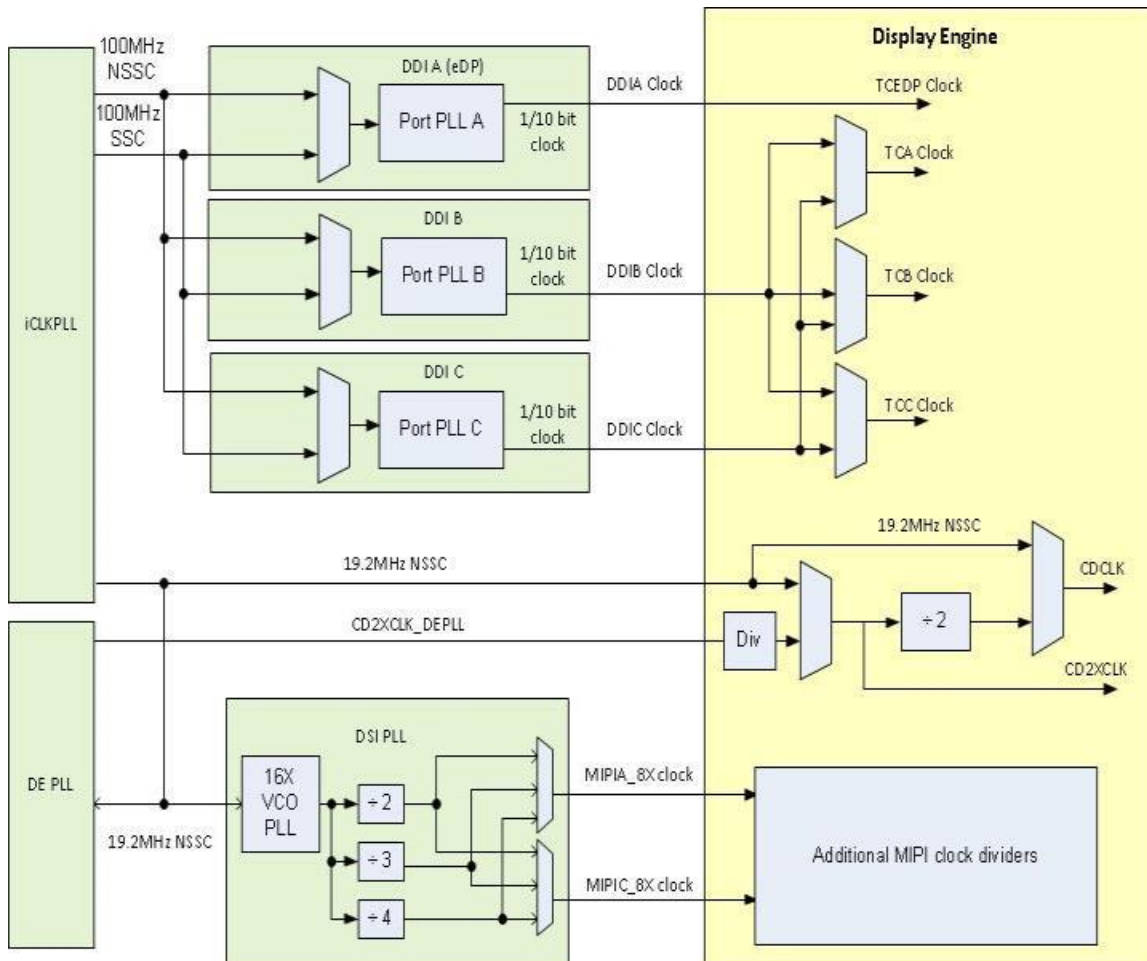 100MHz
NSSC
100MHz
SSC
iCLKPLL
DDI A (eDP)
Port PLL A
1/10 bit
clock
DDIA Clock
DDI B
Port PLL B
1/10 bit
clock
DDIB Clock
DDI C
Port PLL C
1/10 bit
clock
DDIC Clock
Display Engine
TCEDP Clock
TCA Clock
TCB Clock
TCC Clock
19.2MHz NSSC
19.2MHz NSSC
CD2XCLK_DEPLL
Div
÷ 2
CDCLK
CD2XCLK
DE PLL
19.2MHz NSSC
DSI PLL
16X
VCO
PLL
÷ 2
÷ 3
÷ 4
MIPIA_8X clock
MIPIC_8X clock
Additional MIPI clock dividers